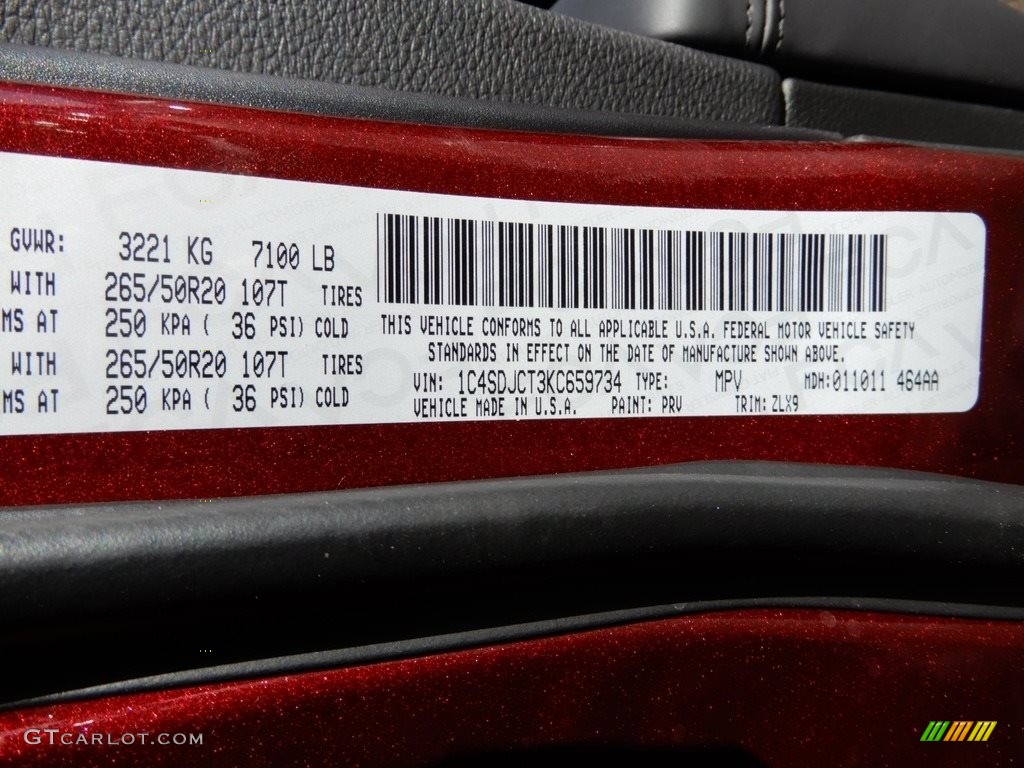 GVWR: 3221 KG 7100 LB
WITH 265/50R20 107T TIRES
MS AT 250 KPA ( 36 PSI) COLD
WITH 265/50R20 107T TIRES
MS AT 250 KPA ( 36 PSI) COLD
THIS VEHICLE CONFORMS TO ALL APPLICABLE U.S.A. FEDERAL MOTOR VEHICLE SAFETY
STANDARDS IN EFFECT ON THE DATE OF MANUFACTURE SHOWN ABOVE.
VIN: 1C4SDJCT3KC659734 TYPE: MPV MDH:011011 464AA
VEHICLE MADE IN U.S.A. PAINT: PRV TRIM: ZLX9
GTCARLOT.COM